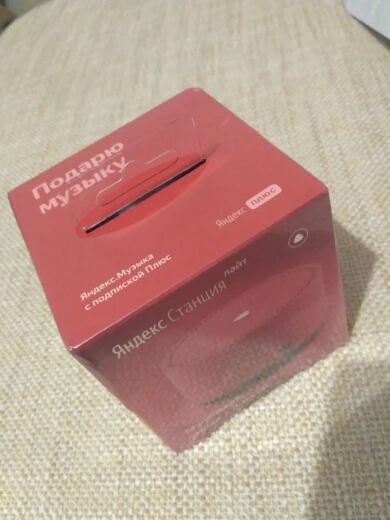 Подарю
музыку
Яндекс.Музыка
с подпиской Плюс
Яндекс плюс
Яндекс Станция лайт